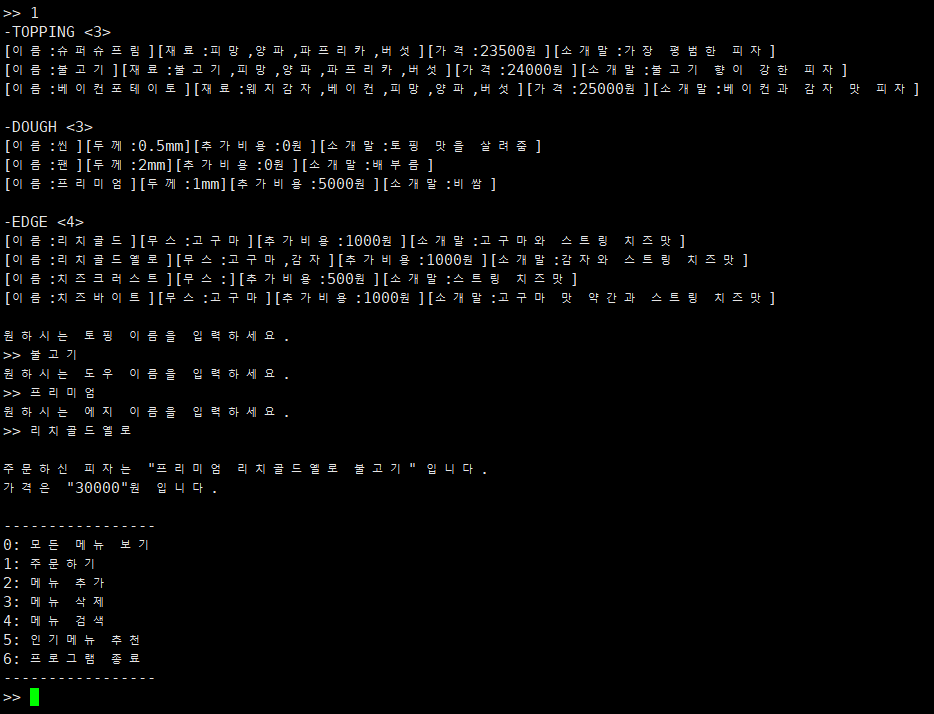 >> 1
-TOPPING <3>
[이름:슈퍼슈프림][재료:피망,양파,파프리카,버섯][가격:23500원][소개말:가장 평범한 피자]
[이름:불고기][재료:불고기,피망,양파,파프리카,버섯][가격:24000원][소개말:불고기 향이 강한 피자]
[이름:베이컨포테이토][재료:웨지감자,베이컨,피망,양파,버섯][가격:25000원][소개말:베이컨과 감자 맛 피자]
-DOUGH <3>
[이름:씬][두께:0.5mm][추가비용:0원][소개말:토핑 맛을 살려줌]
[이름:팬][두께:2mm][추가비용:0원][소개말:배부름]
[이름:프리미엄][두께:1mm][추가비용:5000원][소개말:비쌈]
-EDGE <4>
[이름:리치골드][무스:고구마][추가비용:1000원][소개말:고구마와 스트링 치즈맛]
[이름:리치골드옐로][무스:고구마,감자][추가비용:1000원][소개말:감자와 스트링 치즈맛]
[이름:치즈크러스트][무스:][추가비용:500원][소개말:스트링 치즈맛]
[이름:치즈바이트][무스:고구마][추가비용:1000원][소개말:고구마 맛 약간과 스트링 치즈맛]
원하시는 토핑 이름을 입력하세요.
>> 불고기
원하시는 도우 이름을 입력하세요.
>> 프리미엄
원하시는 에지 이름을 입력하세요.
>> 리치골드옐로
주문하신 피자는 "프리미엄 리치골드옐로 불고기" 입니다.
가격은 "30000"원 입니다.
-----------------
0: 모든 메뉴 보기
1: 주문하기
2: 메뉴 추가
3: 메뉴 삭제
4: 메뉴 검색
5: 인기메뉴 추천
6: 프로그램 종료
-----------------
>>